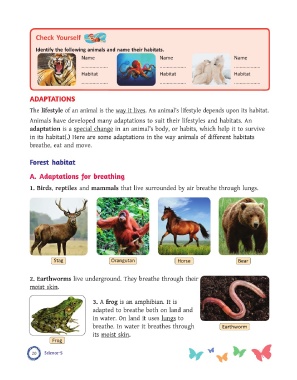 Check Yourself
Identify the following animals and name their habitats.
Name Name Name
Habitat Habitat Habitat
ADAPTATIONS
The lifestyle of an animal is the way it lives. An animal's lifestyle depends upon its habitat.
Animals have developed many adaptations to suit their lifestyles and habitats. An
adaptation is a special change in an animal's body, or habits, which help it to survive
in its habitat(.) Here are some adaptations in the way animals of different habitats
breathe, eat and move.
Forest habitat
A. Adaptations for breathing
1. Birds, reptiles and mammals that live surrounded by air breathe through lungs.
Stag Orangutan Horse Bear
2. Earthworms live underground. They breathe through their
moist skin.
3. A frog is an amphibian. It is
adapted to breathe both on land and
in water. On land it uses lungs to
breathe. In water it breathes through
its moist skin.
Earthworm
Frog
20 Science-5